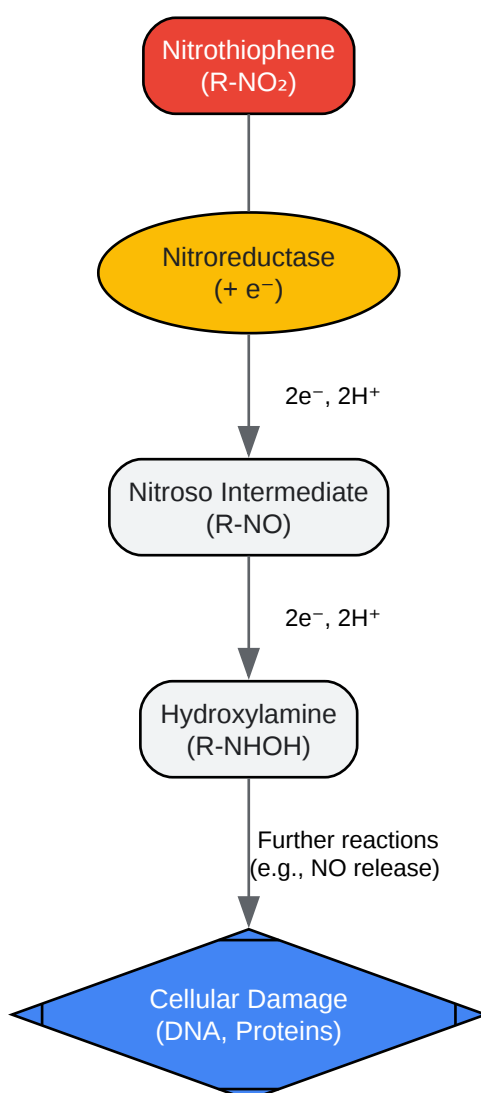 Nitrothiophene
(R-NO₂)
Nitroreductase
(+ e⁻)
2e⁻, 2H⁺
Nitroso Intermediate
(R-NO)
2e⁻, 2H⁺
Hydroxylamine
(R-NHOH)
Further reactions
(e.g., NO release)
Cellular Damage
(DNA, Proteins)